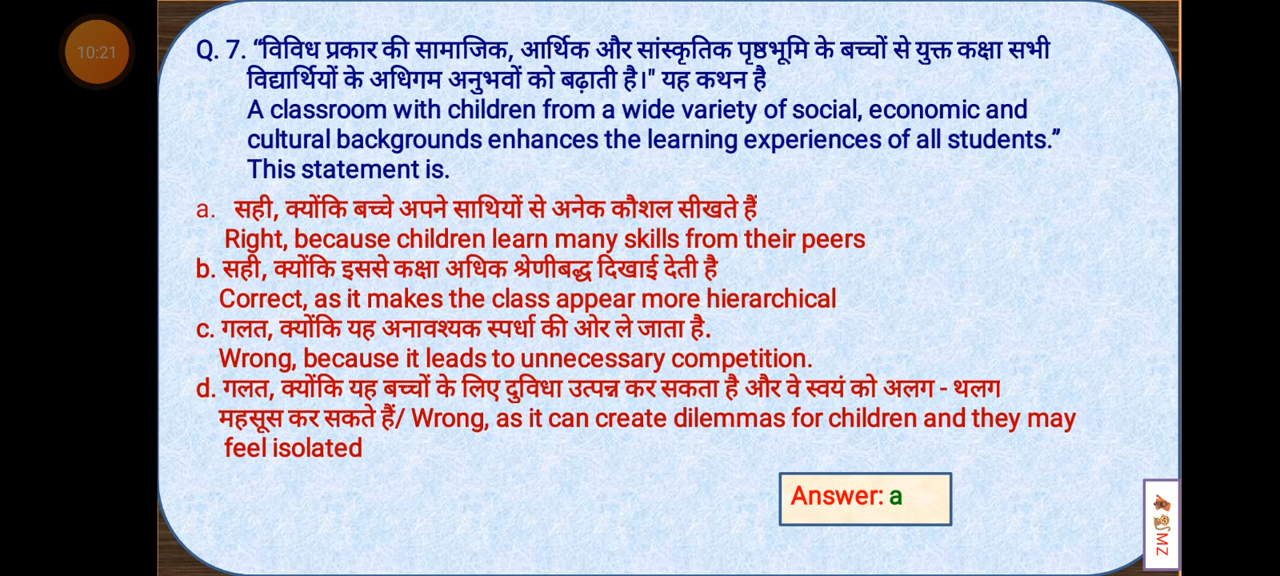 10:21
Q. 7. “विविध प्रकार की सामाजिक, आर्थिक और सांस्कृतिक पृष्ठभूमि के बच्चों से युक्त कक्षा सभी
विद्यार्थियों के अधिगम अनुभवों को बढ़ाती है।" यह कथन है
A classroom with children from a wide variety of social, economic and
cultural backgrounds enhances the learning experiences of all students.”
This statement is.
a. सही, क्योंकि बच्चे अपने साथियों से अनेक कौशल सीखते हैं
Right, because children learn many skills from their peers
b. सही, क्योंकि इससे कक्षा अधिक श्रेणीबद्ध दिखाई देती है
Correct, as it makes the class appear more hierarchical
c. गलत, क्योंकि यह अनावश्यक स्पर्धा की ओर ले जाता है.
Wrong, because it leads to unnecessary competition.
d. गलत, क्योंकि यह बच्चों के लिए दुविधा उत्पन्न कर सकता है और वे स्वयं को अलग - थलग
महसूस कर सकते हैं/ Wrong, as it can create dilemmas for children and they may
feel isolated
Answer: a
MZ